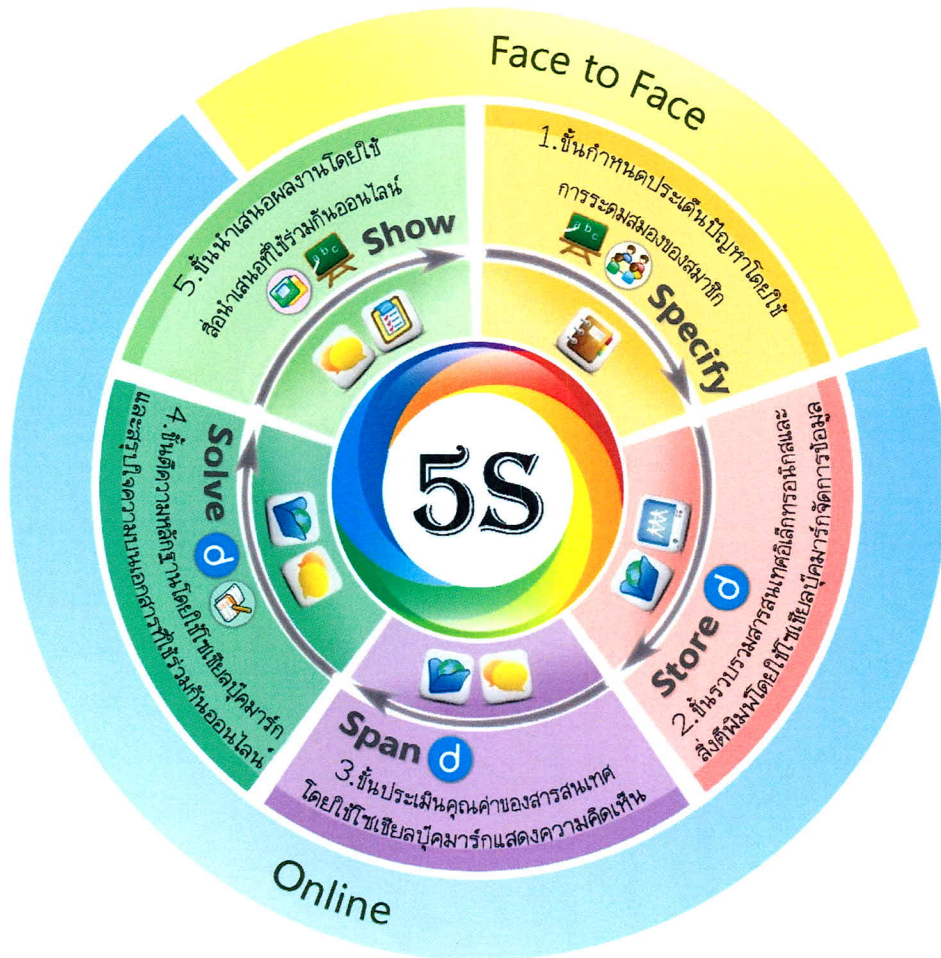 Face to Face
1.ขั้นกำหนดประเด็นปัญหาโดยใช้
การระดมสมองของสมาชิก
abc
Specify
Store d
2.ขั้นรวบรวมสารสนเทศอิเล็กทรอนิกส์และ
สิ่งตีพิมพ์โดยใช้โซเชียลบุ๊คมาร์กจัดการข้อมูล
Span d
3.ขั้นประเมินคุณค่าของสารสนเทศ
โดยใช้โซเชียลบุ๊คมาร์กแสดงความคิดเห็น
Solve d
4.ขั้นตีความหลักฐานโดยใช้โซเชียลบุ๊คมาร์ก
และสรุปใจความบนเอกสารที่ใช้ร่วมกันออนไลน์
5.ขั้นนำเสนอผลงานโดยใช้
สื่อนำเสนอที่ใช้ร่วมกันออนไลน์
abc
Show
5S
Online